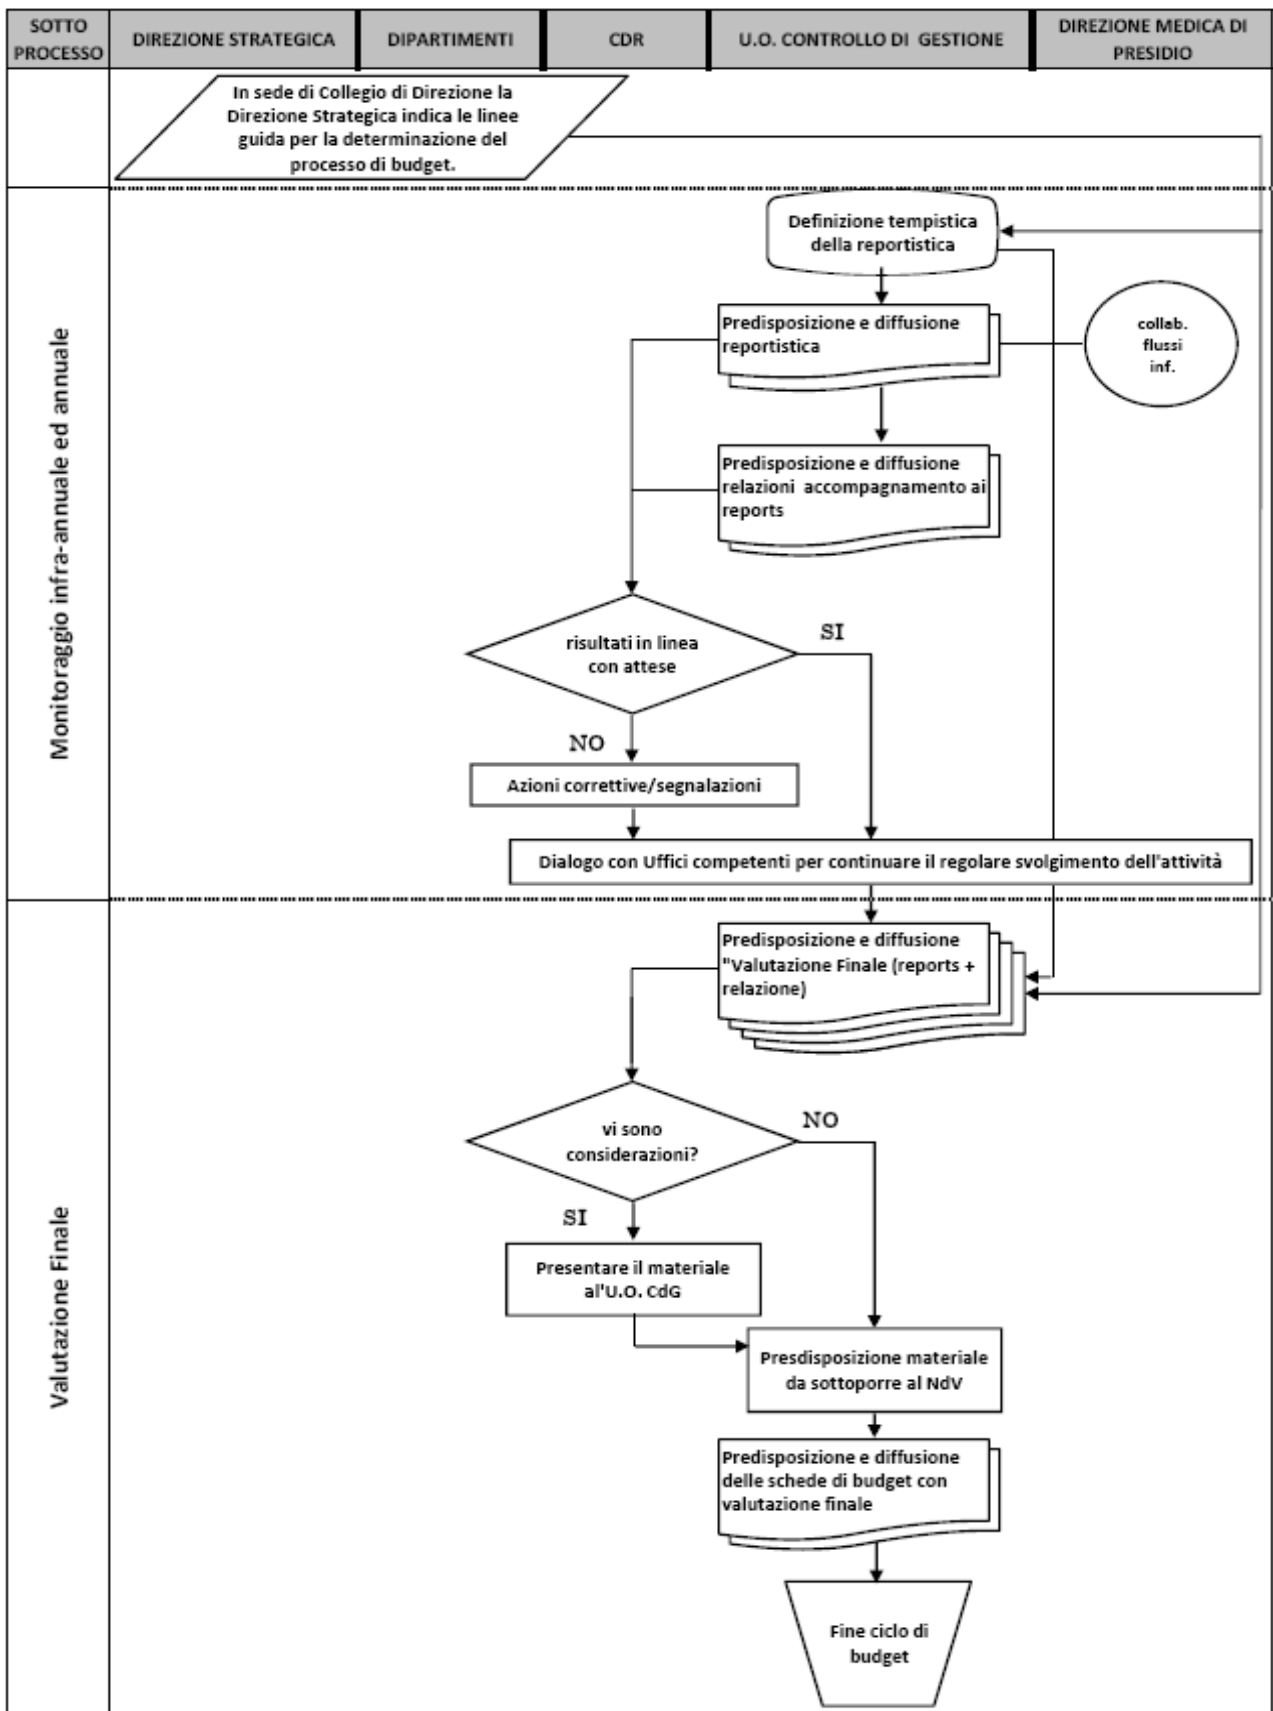 SOTTO
PROCESSO
DIREZIONE STRATEGICA
DIPARTIMENTI
CDR
U.O. CONTROLLO DI GESTIONE
DIREZIONE MEDICA DI
PRESIDIO
In sede di Collegio di Direzione la
Direzione Strategica indica le linee
guida per la determinazione del
processo di budget.
Monitoraggio infra-annuale ed annuale
Definizione tempistica
della reportistica
Predisposizione e diffusione
reportistica
collab.
flussi
inf.
Predisposizione e diffusione
relazioni accompagnamento ai
reports
risultati in linea
con attese
SI
NO
Azioni correttive/segnalazioni
Dialogo con Uffici competenti per continuare il regolare svolgimento dell'attività
Valutazione Finale
Predisposizione e diffusione
"Valutazione Finale (reports +
relazione)
vi sono
considerazioni?
NO
SI
Presentare il materiale
al'U.O. CdG
Presdisposizione materiale
da sottoporre al NdV
Predisposizione e diffusione
delle schede di budget con
valutazione finale
Fine ciclo di
budget